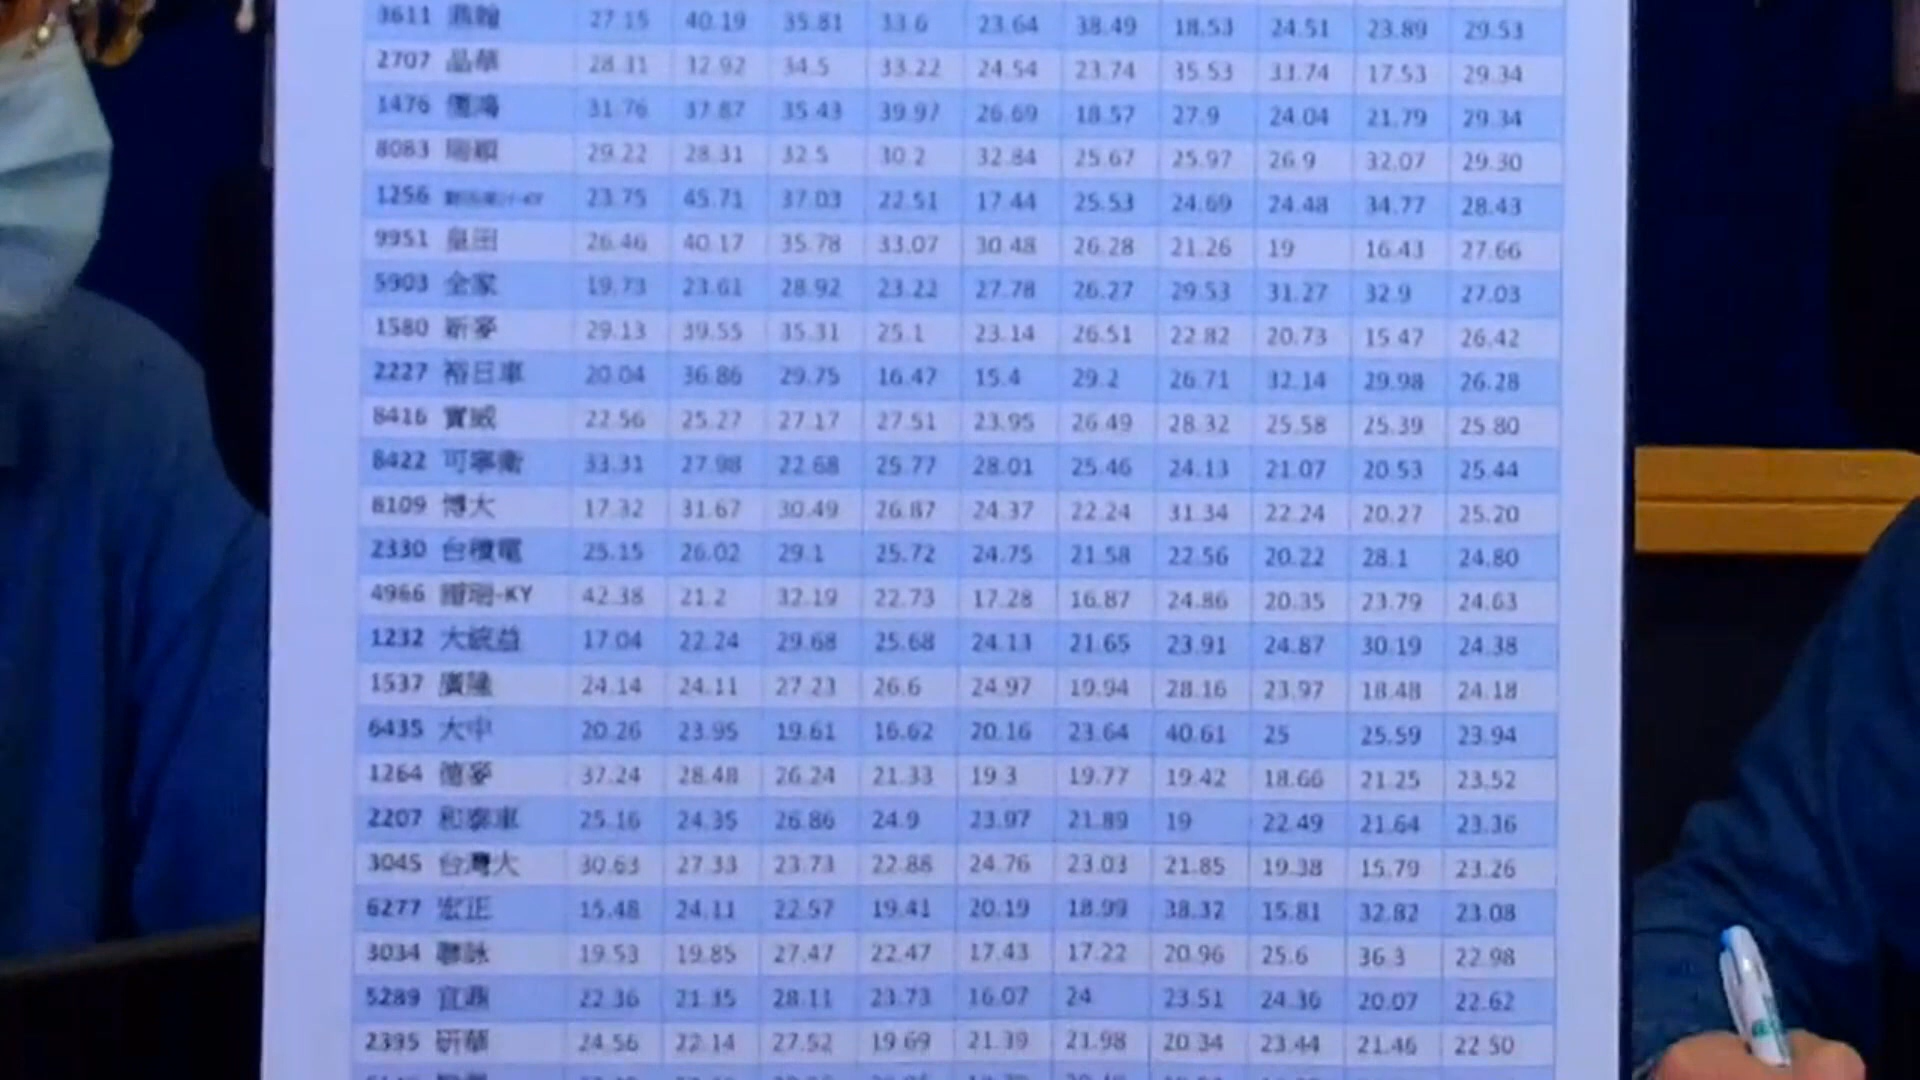 3611 鼎翰 27.15 40.19 35.81 33.6 23.64 38.49 18.53 24.51 23.89 29.53
2707 晶華 28.31 32.92 34.5 33.22 24.54 23.74 35.53 33.74 17.53 29.34
1476 儒鴻 31.76 37.87 35.43 39.97 26.69 18.57 27.9 24.04 21.79 29.34
8083 瑞穎 29.22 28.31 32.5 30.2 32.84 25.67 25.97 26.9 32.07 29.30
1256 23.75 45.71 37.03 22.51 17.44 25.53 24.69 24.48 34.77 28.43
9951 皇田 26.46 40.17 35.78 33.07 30.48 26.28 21.26 19 16.43 27.66
5903 全家 19.73 23.61 28.92 23.22 27.78 26.27 29.53 31.27 32.9 27.03
1580 新麥 29.13 39.55 35.31 25.1 23.14 26.51 22.82 20.73 15.47 26.42
2227 裕日車 20.04 36.86 29.75 16.47 15.4 29.2 26.71 32.14 29.98 26.28
8416 實威 22.56 25.27 27.17 27.51 23.95 26.49 28.32 25.58 25.39 25.80
8422 可寧衛 33.31 27.98 22.68 25.77 28.01 25.46 24.13 21.07 20.53 25.44
8109 博大 17.32 31.67 30.49 26.87 24.37 22.24 31.34 22.24 20.27 25.20
2330 台積電 25.15 26.02 29.1 25.72 24.75 21.58 22.56 20.22 28.1 24.80
4966 譜瑞-KY 42.38 21.2 32.19 22.73 17.28 16.87 24.86 20.35 23.79 24.63
1232 大統益 17.04 22.24 29.68 25.68 24.13 21.65 23.91 24.87 30.19 24.38
1537 廣隆 24.14 24.11 27.23 26.6 24.97 19.94 28.16 23.97 18.48 24.18
6435 大中 20.26 23.95 19.61 16.62 20.16 23.64 40.61 25 25.59 23.94
1264 德麥 37.24 28.48 26.24 21.33 19.3 19.77 19.42 18.66 21.25 23.52
2207 和泰車 25.16 24.35 26.86 24.9 23.97 21.89 19 22.49 21.64 23.36
3045 台灣大 30.63 27.33 23.73 22.88 24.76 23.03 21.85 19.38 15.79 23.26
6277 宏正 15.48 24.11 22.57 19.41 20.19 18.99 38.32 15.81 32.82 23.08
3034 聯詠 19.53 19.85 27.47 22.47 17.43 17.22 20.96 25.6 36.3 22.98
5289 宜鼎 22.36 21.35 28.11 23.73 16.07 24 23.51 24.36 20.07 22.62
2395 研華 24.56 22.14 27.52 19.69 21.39 21.98 20.34 23.44 21.46 22.50